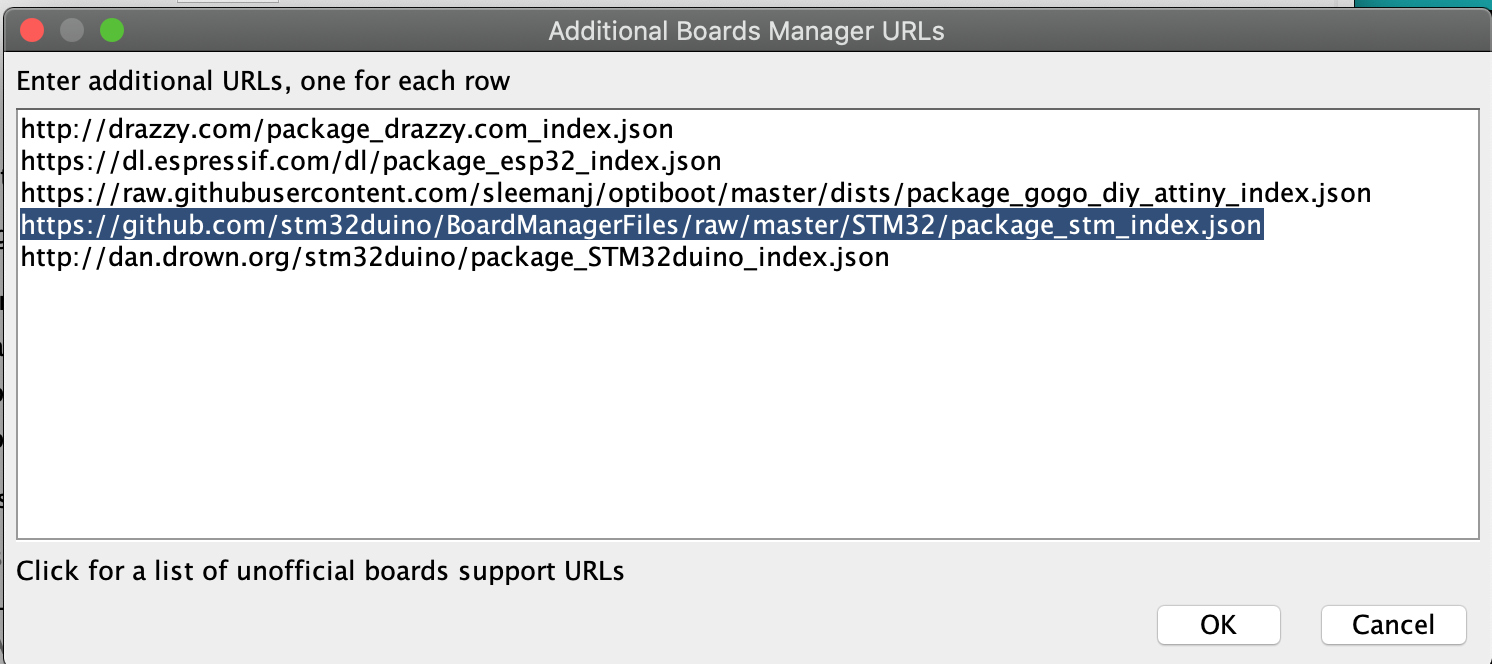 Additional Boards Manager URLs
Enter additional URLs, one for each row
http://drazzy.com/package_drazzy.com_index.json
https://dl.espressif.com/dl/package_esp32_index.json
https://raw.githubusercontent.com/sleemanj/optiboot/master/dists/package_gogo_diy_attiny_index.json
https://github.com/stm32duino/BoardManagerFiles/raw/master/STM32/package_stm_index.json
http://dan.drown.org/stm32duino/package_STM32duino_index.json
Click for a list of unofficial boards support URLs
OK Cancel